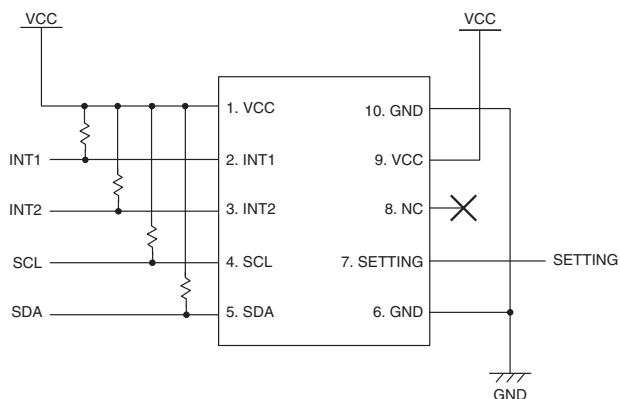 VCC
VCC
1. VCC
10. GND
INT1
2. INT1
9. VCC
INT2
3. INT2
8. NC
SCL
4. SCL
7. SETTING
SETTING
SDA
5. SDA
6. GND
GND